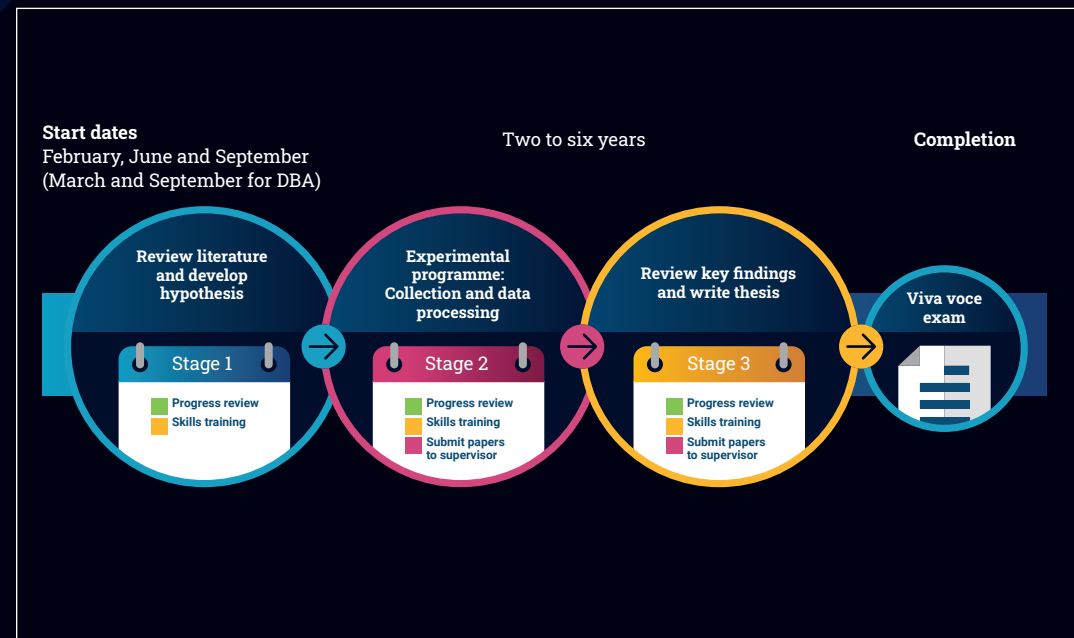 Start dates
February, June and September
(March and September for DBA)
Two to six years
Completion
Review literature
and develop
hypothesis
Stage 1
Progress review
Skills training
Experimental
programme:
Collection and data
processing
Stage 2
Progress review
Skills training
Submit papers
to supervisor
Review key findings
and write thesis
Stage 3
Progress review
Skills training
Submit papers
to supervisor
Viva voce
exam